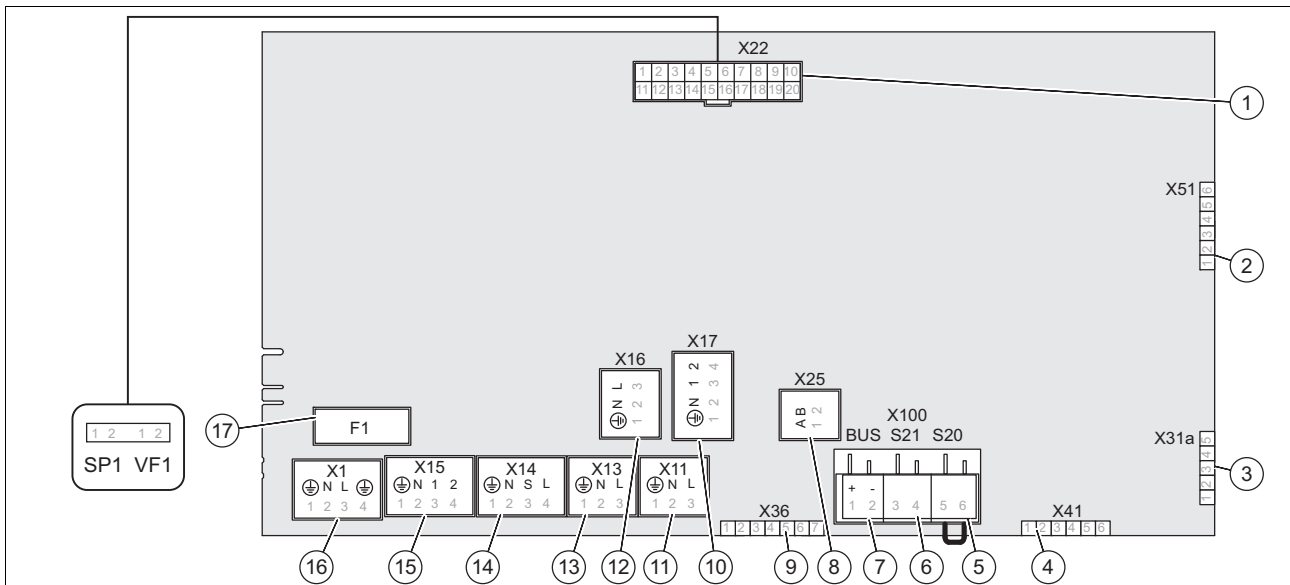 X22
1 2 3 4 5 6 7 8 9 10
11 12 13 14 15 16 17 18 19 20
1
X51
6
5
4
3
2
1
2
X17
X16
N 1 2
1 2 3 4
N L
1 2 3
X25
A B
1 2
X100
BUS S21 S20
+ -
1 2 3 4 5 6
X31a
5
4
3
2
1
3
1 2 1 2
SP1 VF1
17
F1
X1
N L
1 2 3 4
X15
N 1 2
1 2 3 4
X14
N S L
1 2 3 4
X13
N L
1 2 3
X11
N L
1 2 3
X36
1 2 3 4 5 6 7
X41
1 2 3 4 5 6
16 15 14 13 12 11 10 9 8 7 6 5 4